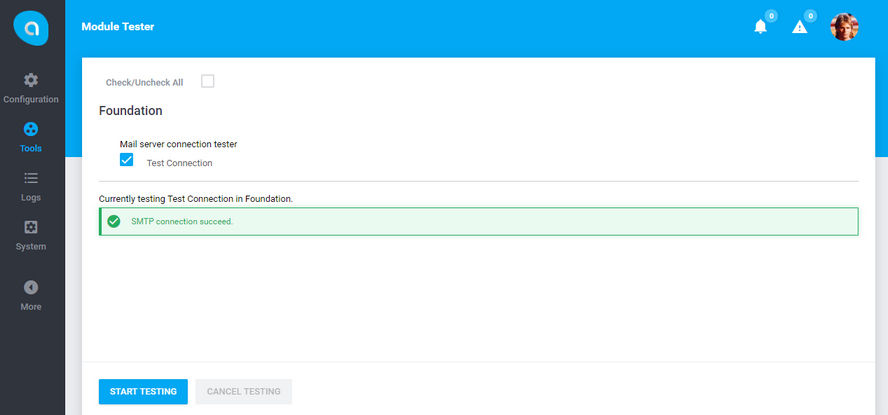 Module Tester
0
0
Configuration
Tools
Logs
System
More
Check/Uncheck All
Foundation
Mail server connection tester
Test Connection
Currently testing Test Connection in Foundation.
SMTP connection succeed.
START TESTING
CANCEL TESTING